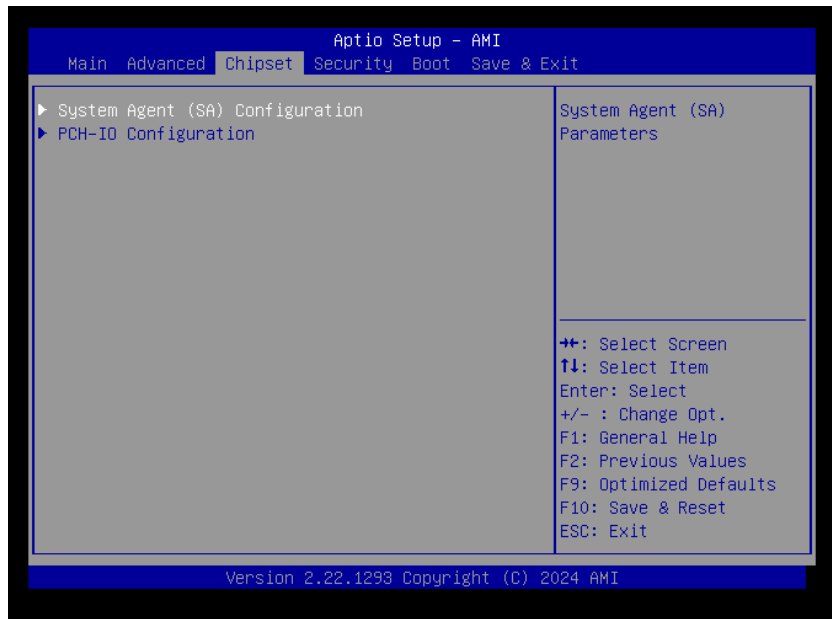 Aptio Setup – AMI
Main Advanced Chipset Security Boot Save & Exit
▶ System Agent (SA) Configuration
▶ PCH-IO Configuration
System Agent (SA)
Parameters
→←: Select Screen
↑↓: Select Item
Enter: Select
+/- : Change Opt.
F1: General Help
F2: Previous Values
F9: Optimized Defaults
F10: Save & Reset
ESC: Exit
Version 2.22.1293 Copyright (C) 2024 AMI